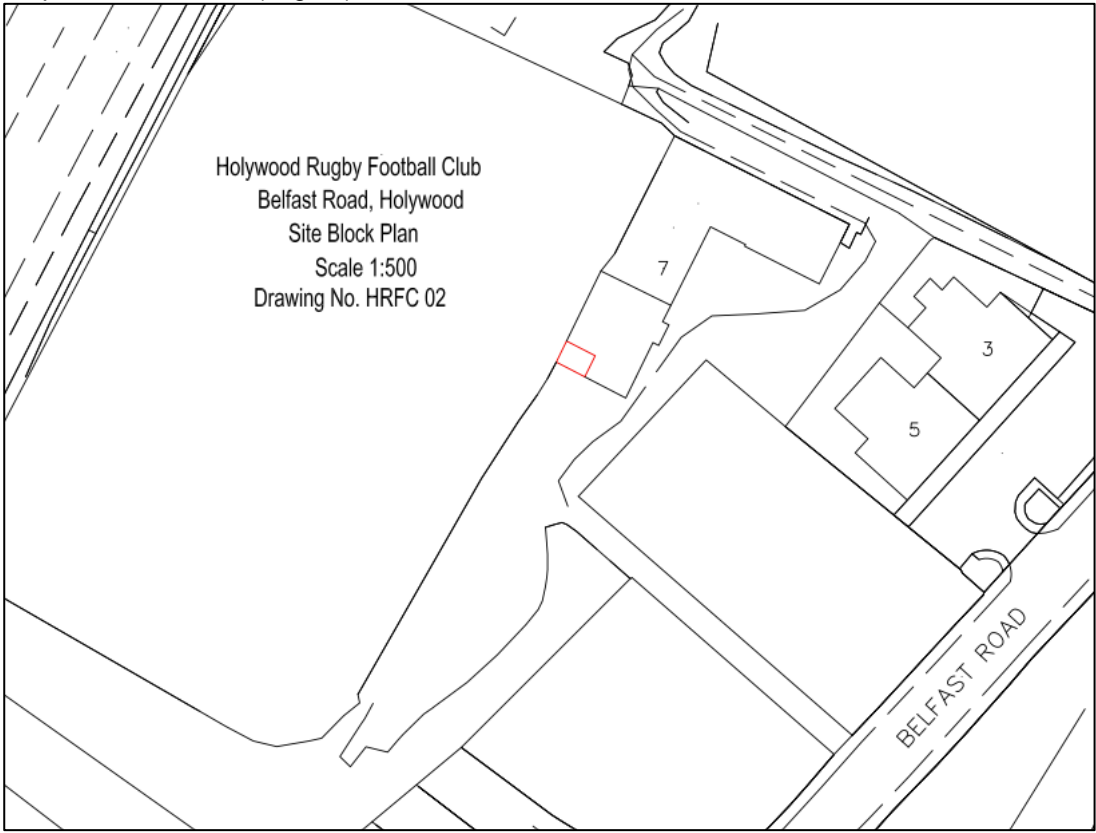 Holywood Rugby Football Club
Belfast Road, Holywood
Site Block Plan
Scale 1:500
Drawing No. HRFC 02
7
3
5
BELFAST ROAD